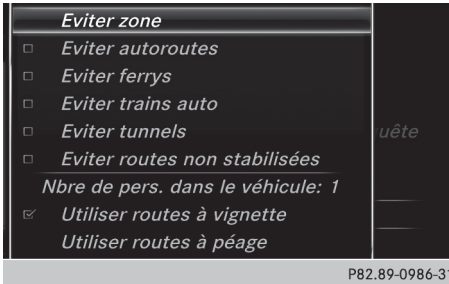 Eviter zone
Eviter autoroutes
Eviter ferrys
Eviter trains auto
Eviter tunnels
uête
Eviter routes non stabilisées
Nbre de pers. dans le véhicule: 1
Utiliser routes à vignette
Utiliser routes à péage
P82.89-0986-31